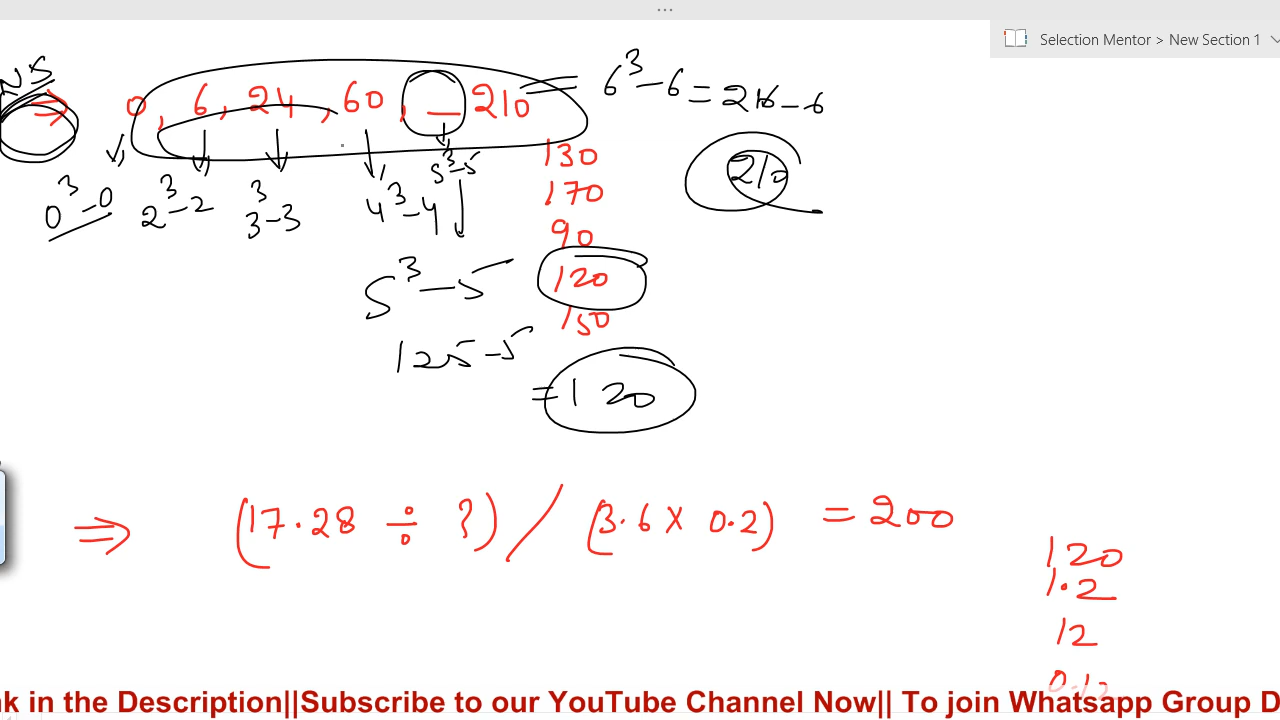 Selection Mentor > New Section 1
NS
⇒ 0, 6, 24, 60, _ 210 = 6³-6 = 216-6
210
0³-0 2³-2 3³-3 4³-4 5³-5
130
170
90
120
150
5³-5
125-5
=120
⇒ (17.28 ÷ ?) / (3.6 X 0.2) = 200
120
1.2
12
0.12
k in the Description||Subscribe to our YouTube Channel Now|| To join Whatsapp Group D